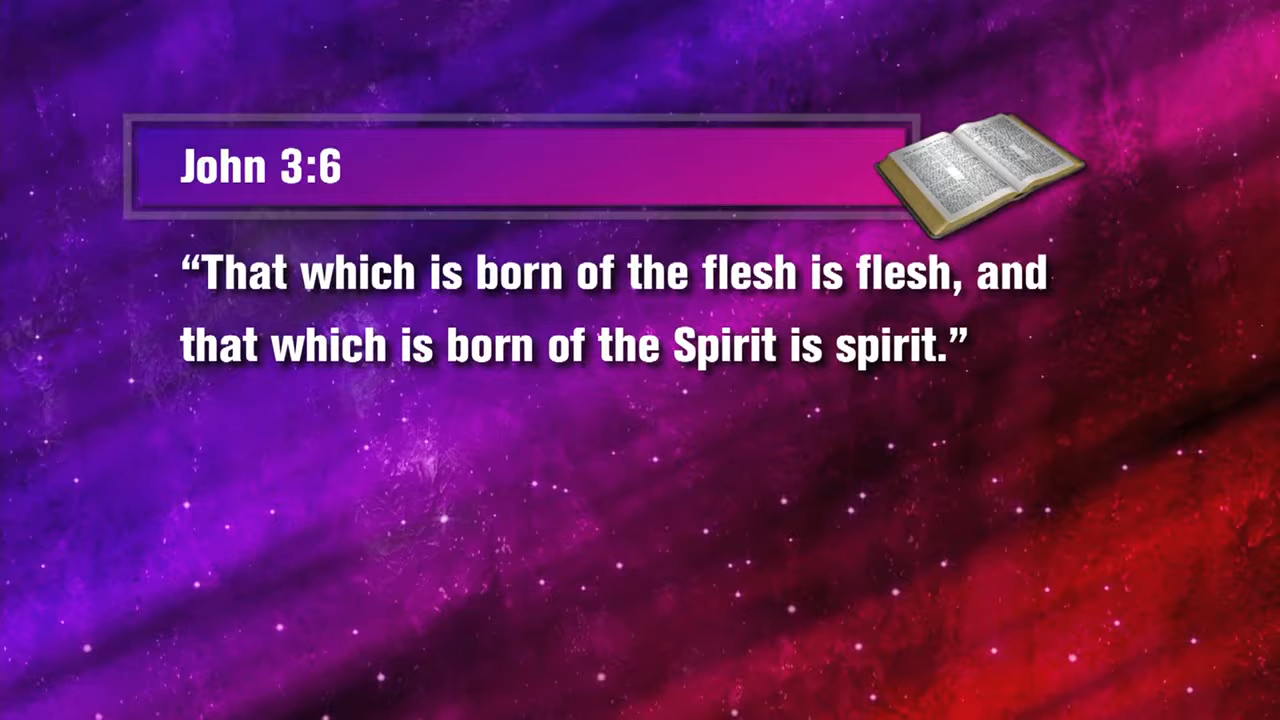 John 3:6
“That which is born of the flesh is flesh, and
that which is born of the Spirit is spirit.”